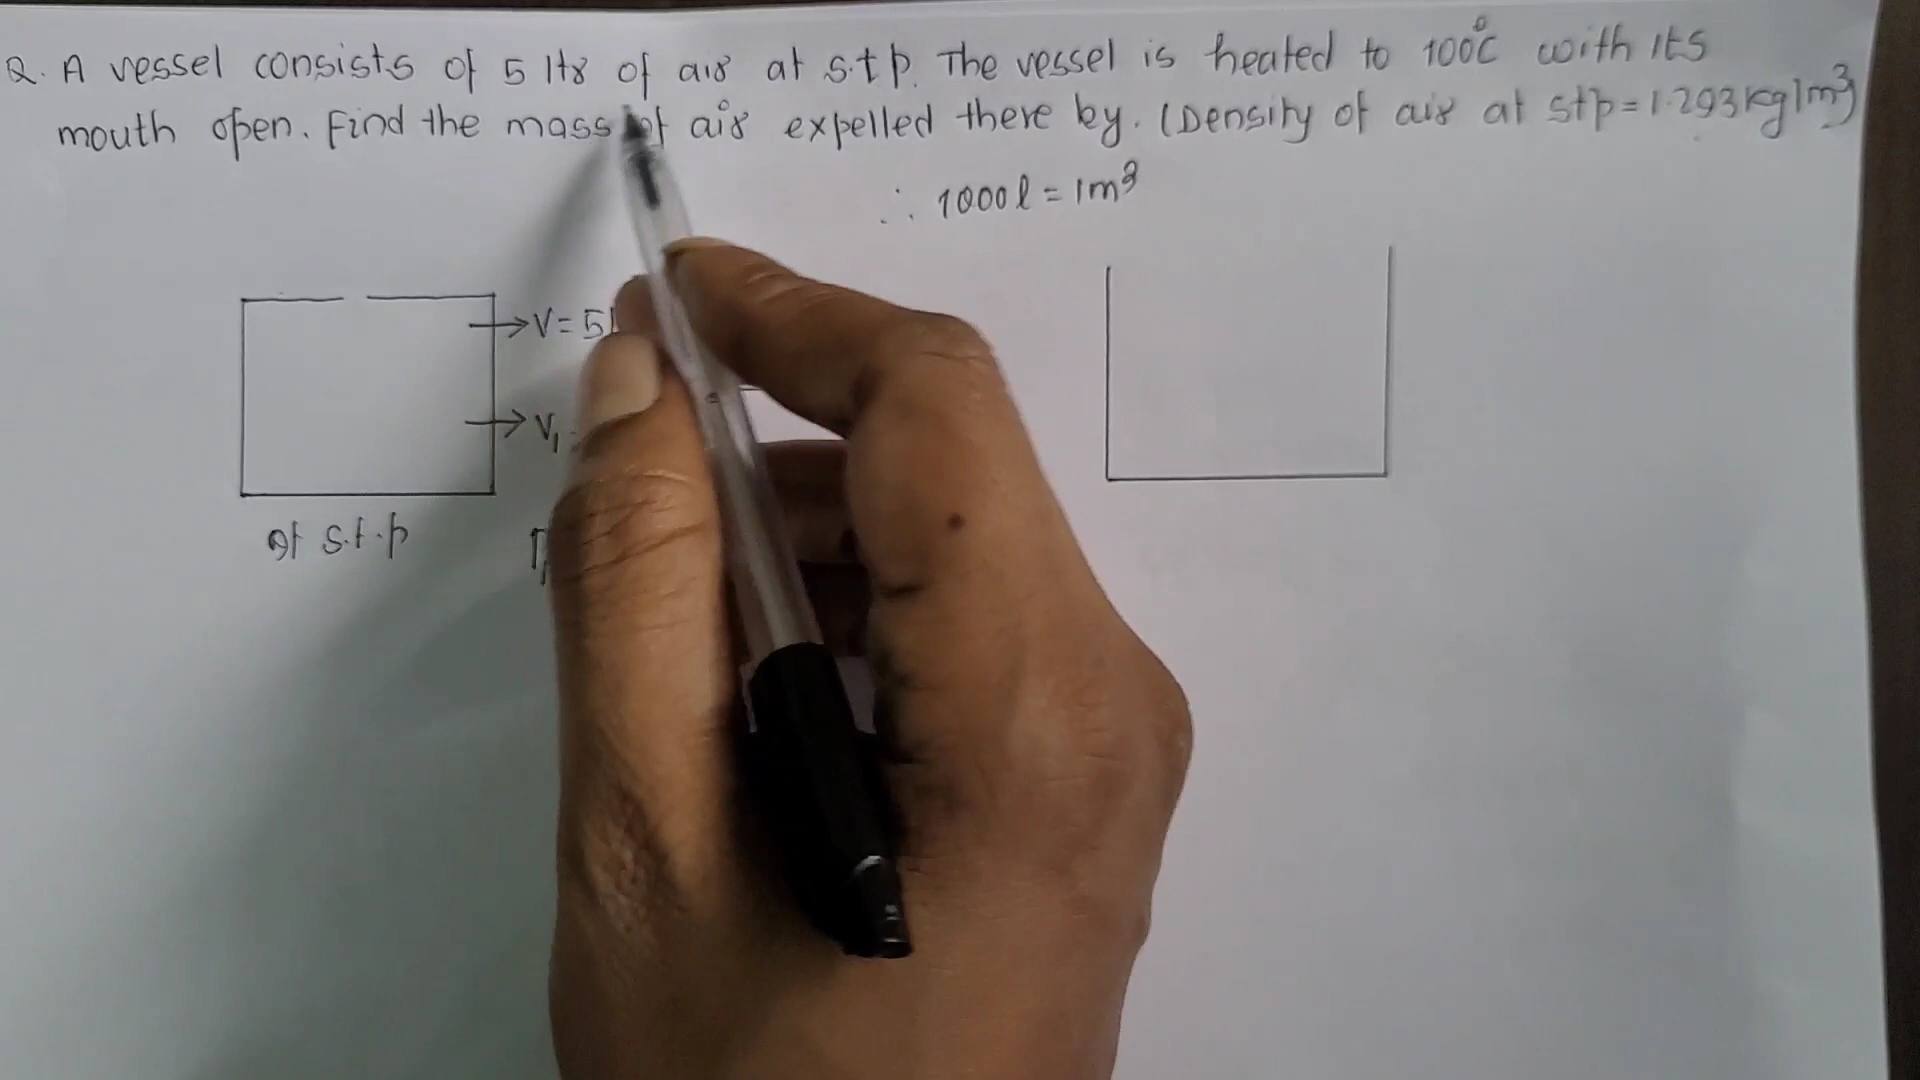 Q. A vessel consists of 5 ltr of air at s.t.p. The vessel is heated to 100°C with its
mouth open. Find the mass of air expelled there by. (Density of air at stp = 1.293 kg/m³)
∴ 1000 l = 1m³
→ V = 5l
→ V₁
at s.t.p